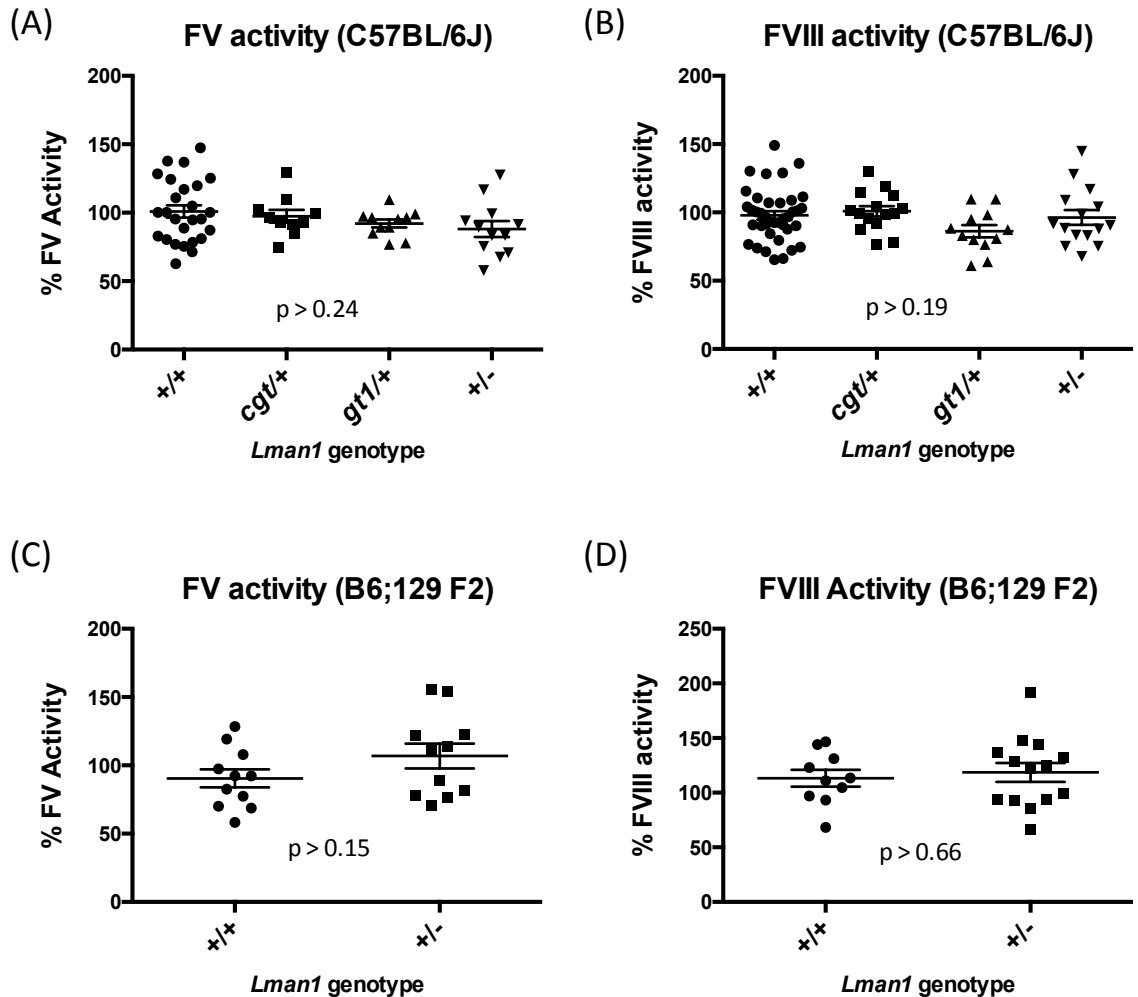 (A)
FV activity (C57BL/6J)
% FV Activity
200
150
100
50
0
p > 0.24
+/+
cgt/+
gt1/+
+/-
Lman1 genotype
(B)
FVIII activity (C57BL/6J)
% FVIII activity
200
150
100
50
0
p > 0.19
+/+
cgt/+
gt1/+
+/-
Lman1 genotype
(C)
FV activity (B6;129 F2)
% FV Activity
200
150
100
50
0
p > 0.15
+/+
+/-
Lman1 genotype
(D)
FVIII Activity (B6;129 F2)
% FVIII activity
250
200
150
100
50
0
p > 0.66
+/+
+/-
Lman1 genotype